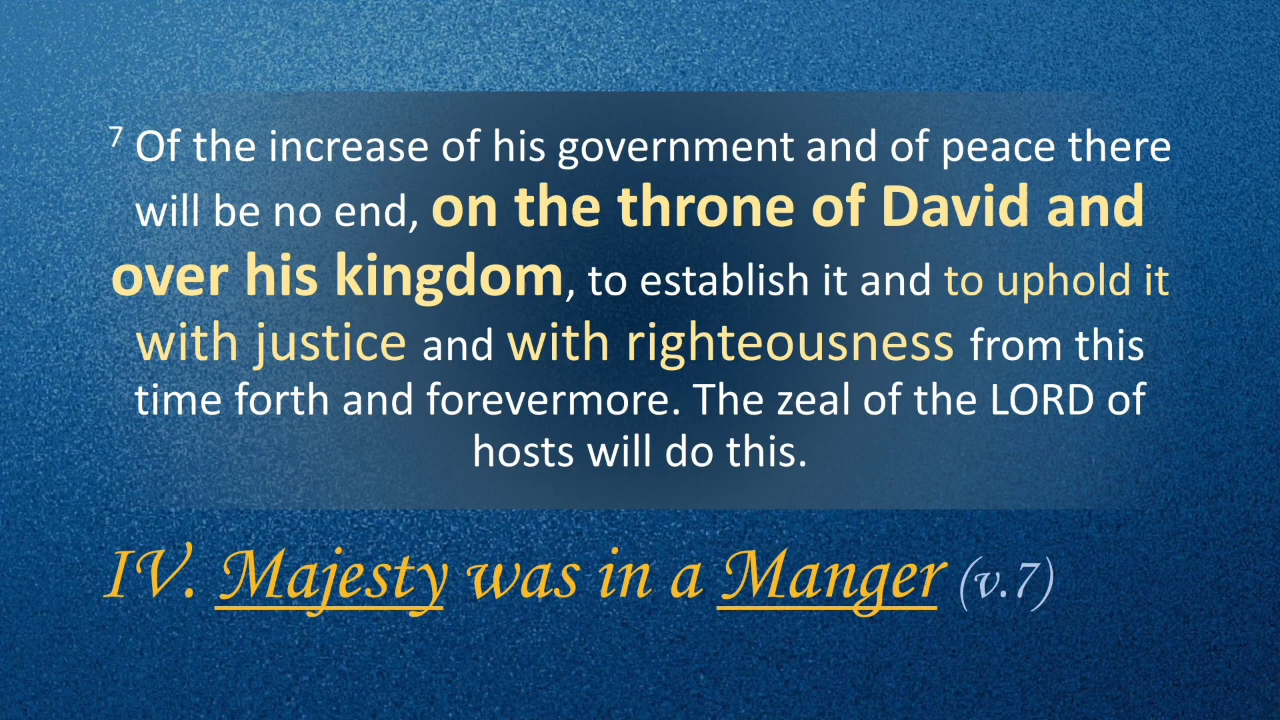 7 Of the increase of his government and of peace there
will be no end, on the throne of David and
over his kingdom, to establish it and to uphold it
with justice and with righteousness from this
time forth and forevermore. The zeal of the LORD of
hosts will do this.
IV. Majesty was in a Manger (v.7)